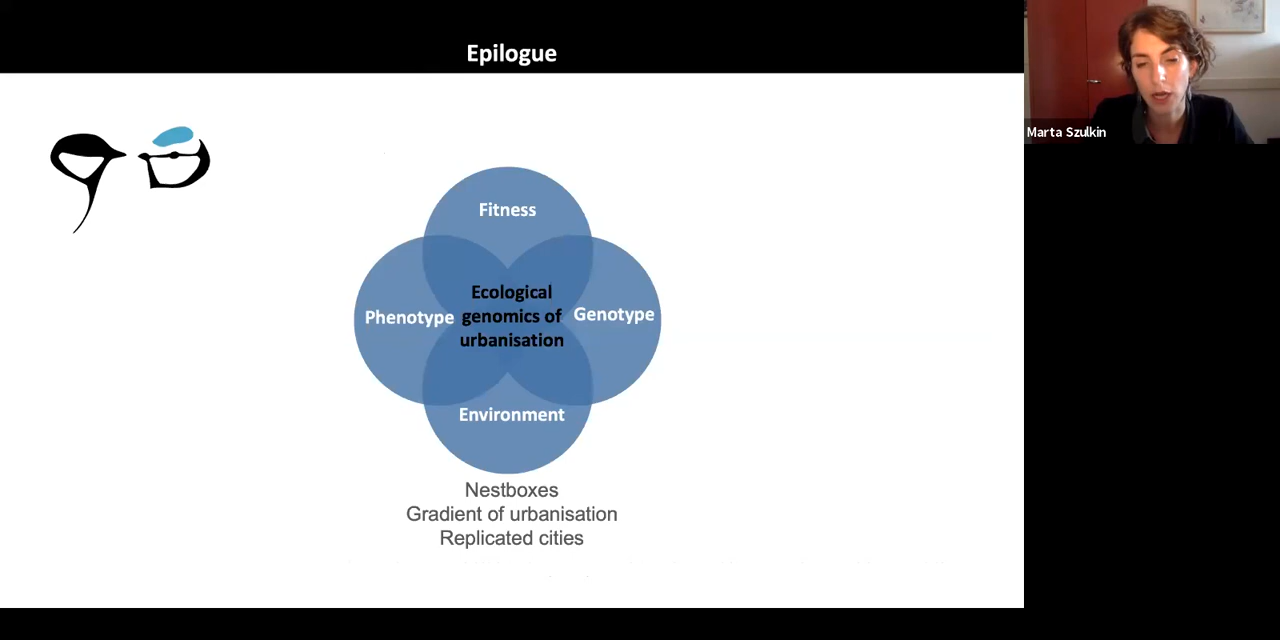 Epilogue
Marta Szulkin
Fitness
Ecological
Phenotype genomics of Genotype
urbanisation
Environment
Nestboxes
Gradient of urbanisation
Replicated cities